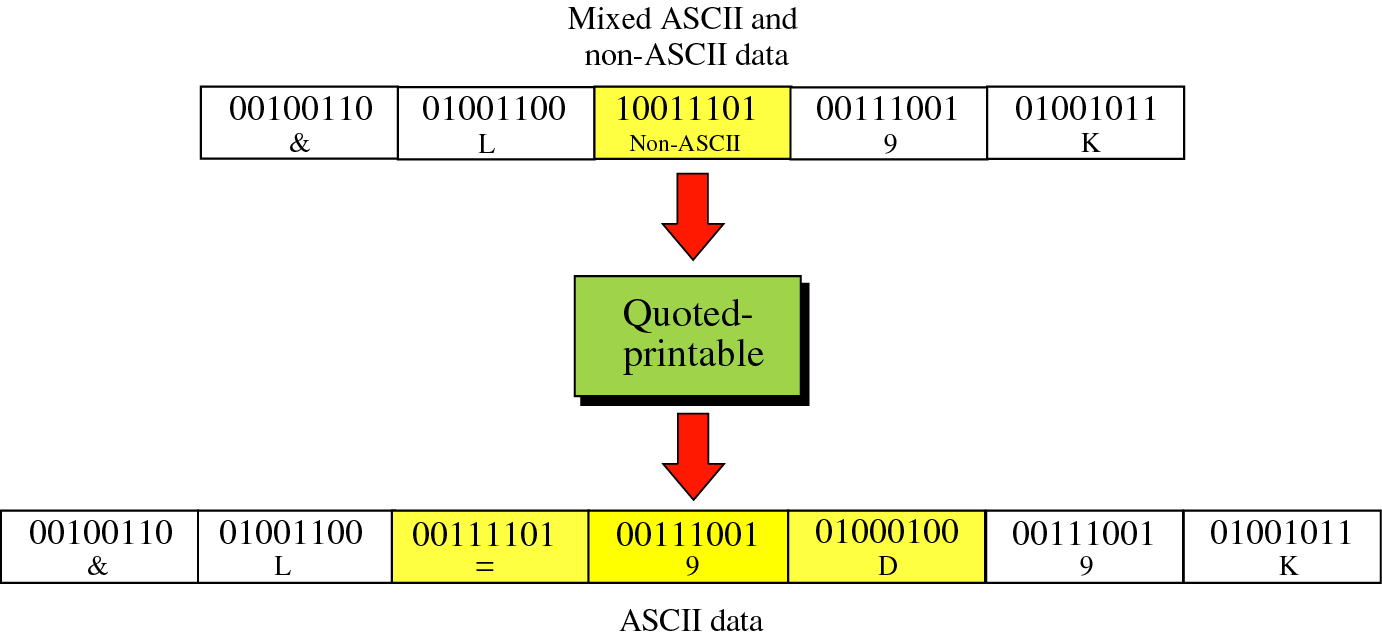 Mixed ASCII and
non-ASCII data
00100110 01001100 10011101 00111001 01001011
& L Non-ASCII 9 K
Quoted-
printable
00100110 01001100 00111101 00111001 01000100 00111001 01001011
& L = 9 D 9 K
ASCII data